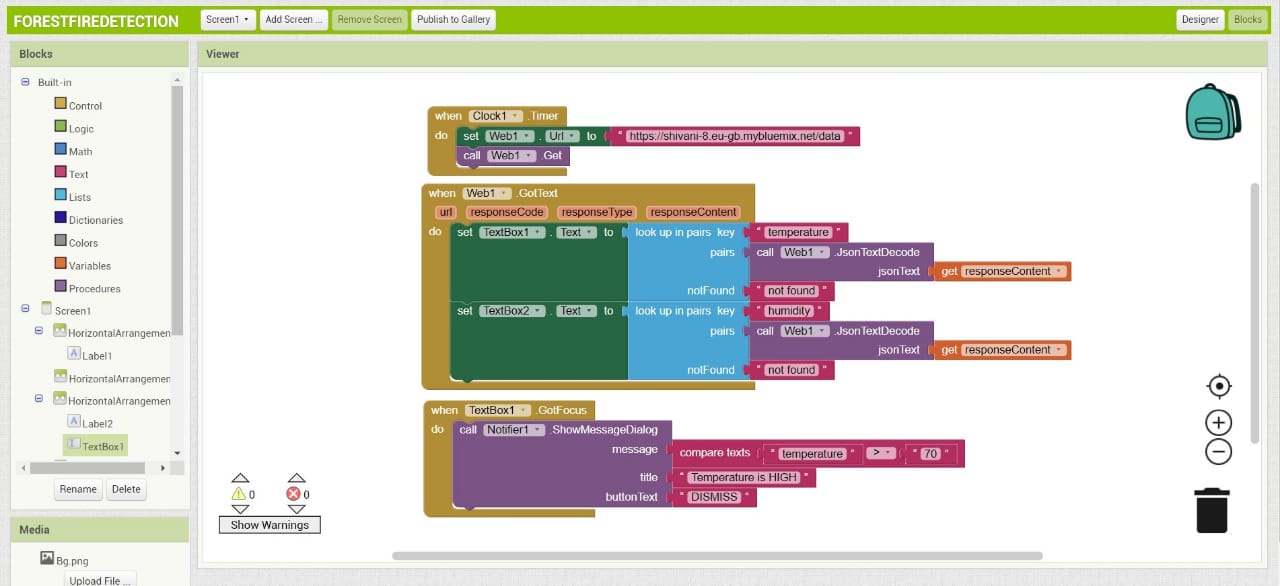 FORESTFIREDETECTION Screen1 Add Screen ... Remove Screen Publish to Gallery Designer Blocks
Blocks
Built-in
Control
Logic
Math
Text
Lists
Dictionaries
Colors
Variables
Procedures
Screen1
HorizontalArrangemen
Label1
HorizontalArrangemen
HorizontalArrangemen
Label2
TextBox1
Rename Delete
Media
Bg.png
Upload File ...
Viewer
when Clock1 .Timer
do set Web1 . Url to " https://shivani-8.eu-gb.mybluemix.net/data "
call Web1 .Get
when Web1 .GotText
url responseCode responseType responseContent
do set TextBox1 . Text to look up in pairs key " temperature "
pairs call Web1 .JsonTextDecode
jsonText get responseContent
notFound " not found "
set TextBox2 . Text to look up in pairs key " humidity "
pairs call Web1 .JsonTextDecode
jsonText get responseContent
notFound " not found "
when TextBox1 .GotFocus
do call Notifier1 .ShowMessageDialog
message compare texts " temperature " > " 70 "
title " Temperature is HIGH "
buttonText " DISMISS "
0 0
Show Warnings